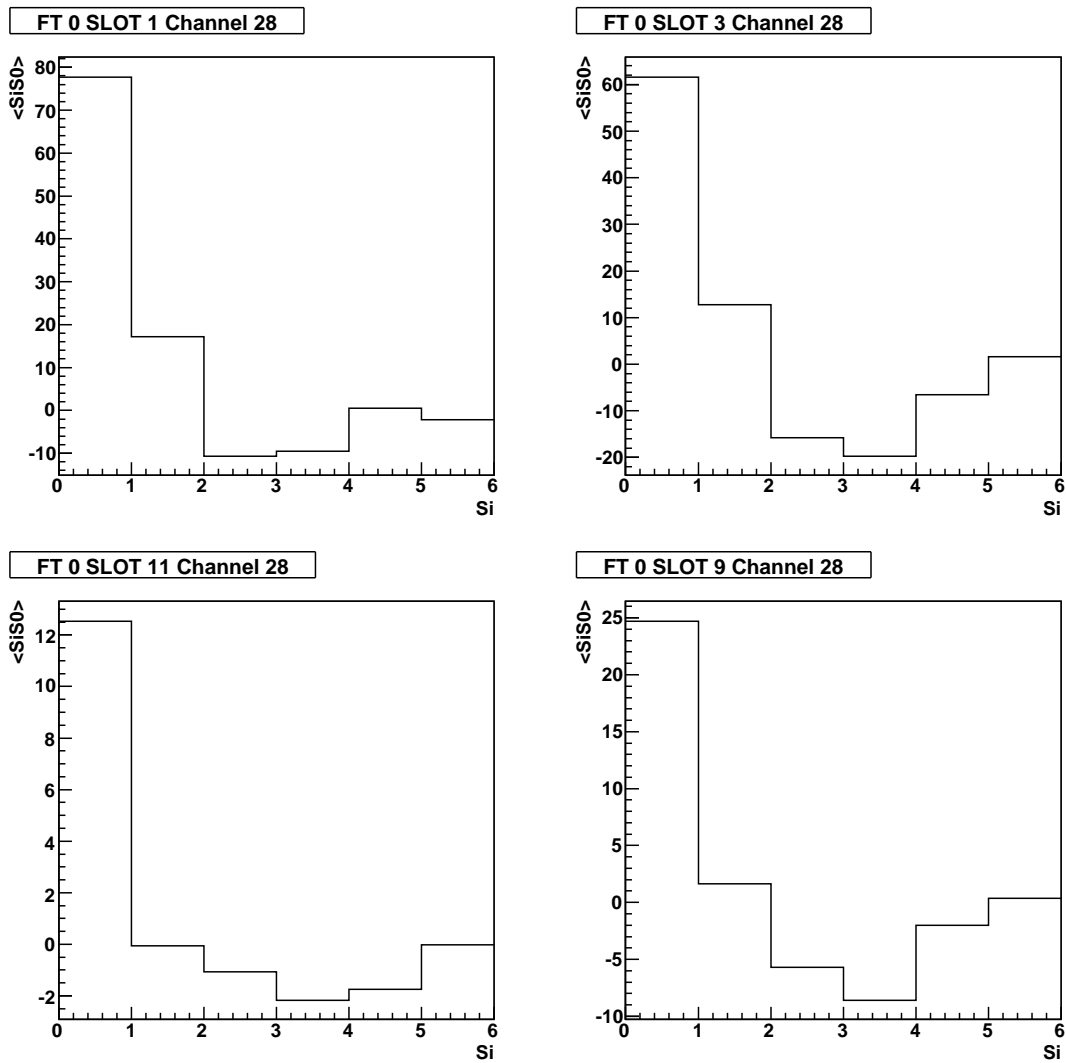 FT 0 SLOT 1 Channel 28
<SiS0>
80
70
60
50
40
30
20
10
0
-10
0 1 2 3 4 5 6
Si
FT 0 SLOT 3 Channel 28
<SiS0>
60
50
40
30
20
10
0
-10
-20
0 1 2 3 4 5 6
Si
FT 0 SLOT 11 Channel 28
<SiS0>
12
10
8
6
4
2
0
-2
0 1 2 3 4 5 6
Si
FT 0 SLOT 9 Channel 28
<SiS0>
25
20
15
10
5
0
-5
-10
0 1 2 3 4 5 6
Si